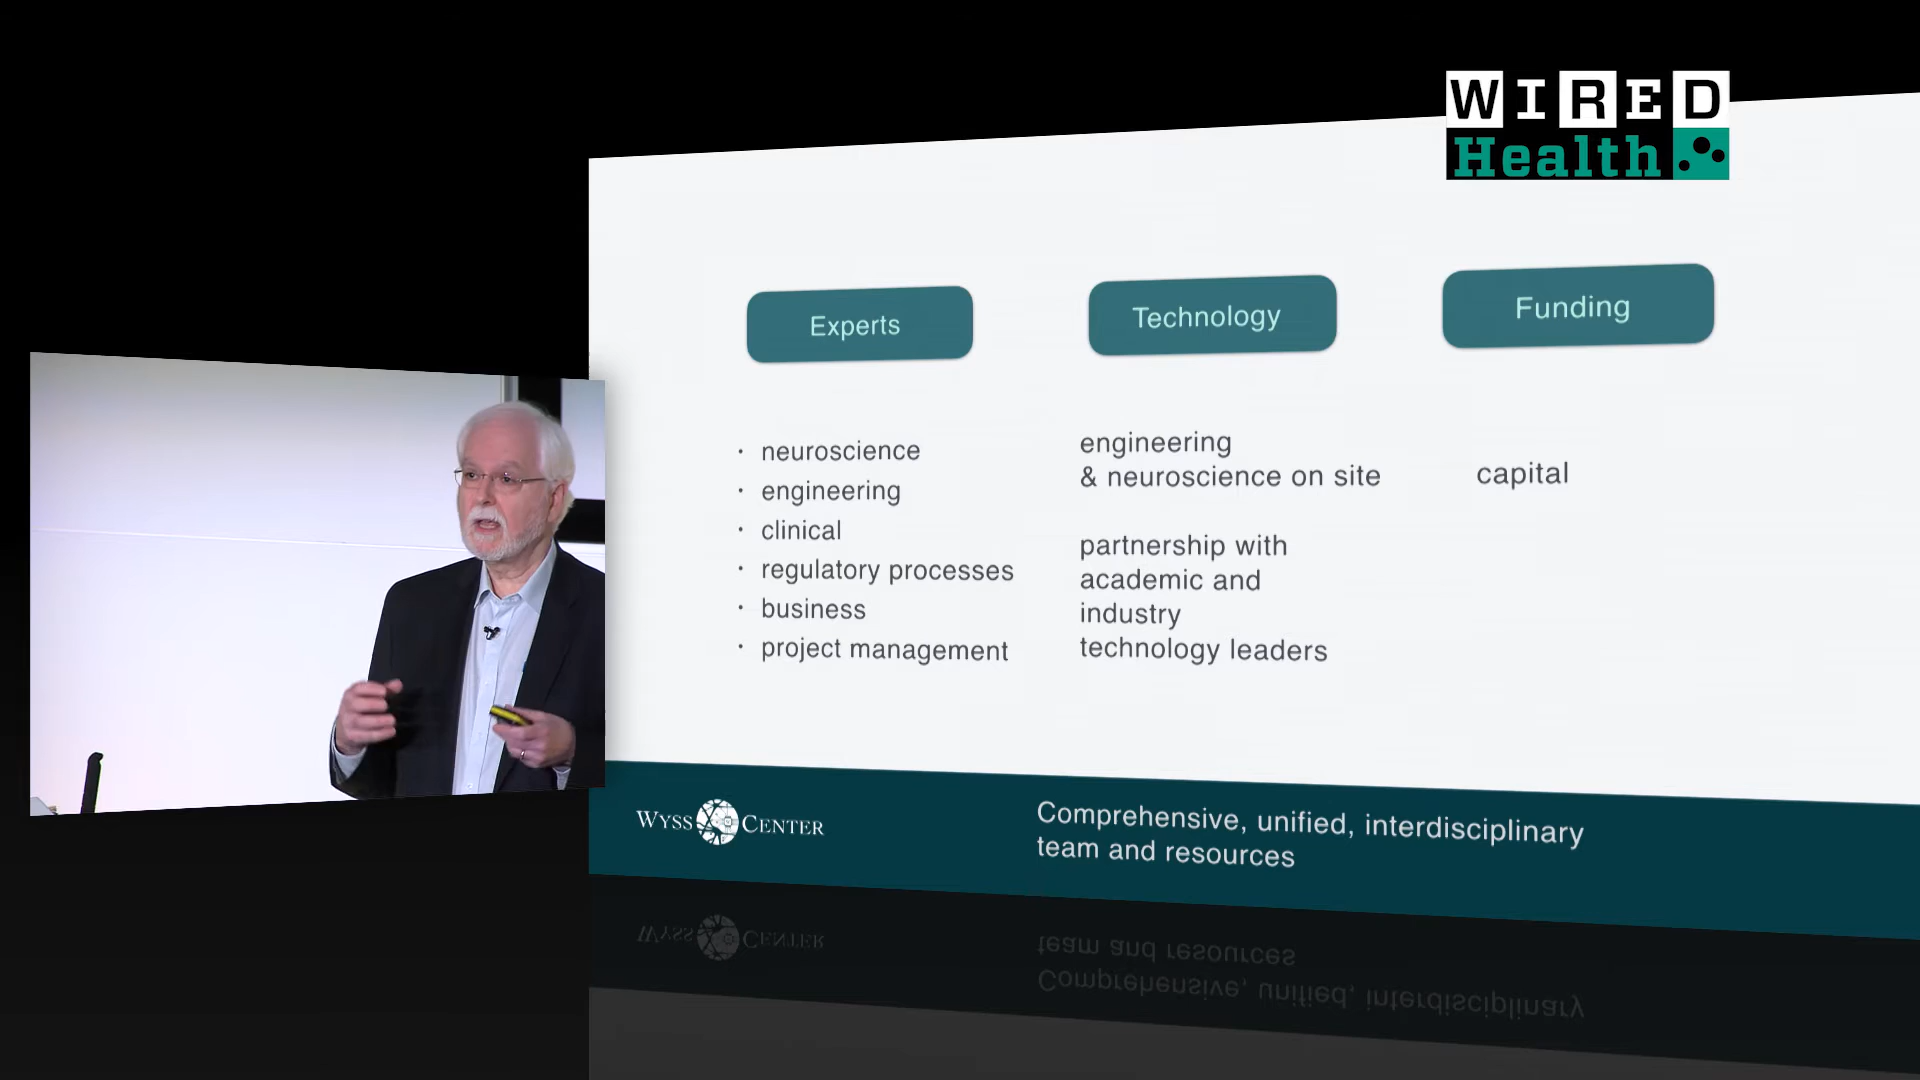 WIRED
Health
Experts
Technology
Funding
· neuroscience
· engineering
· clinical
· regulatory processes
· business
· project management
engineering
& neuroscience on site
partnership with
academic and
industry
technology leaders
capital
WYSS CENTER
Comprehensive, unified, interdisciplinary
team and resources